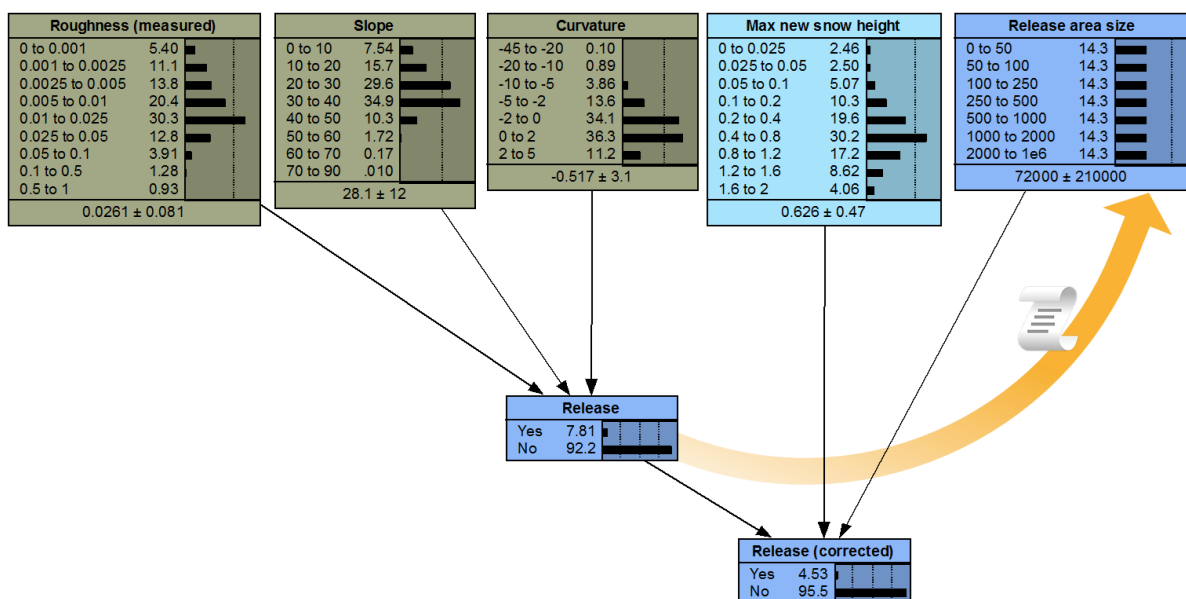 Roughness (measured)
0 to 0.001 5.40
0.001 to 0.0025 11.1
0.0025 to 0.005 13.8
0.005 to 0.01 20.4
0.01 to 0.025 30.3
0.025 to 0.05 12.8
0.05 to 0.1 3.91
0.1 to 0.5 1.28
0.5 to 1 0.93
0.0261 ± 0.081
Slope
0 to 10 7.54
10 to 20 15.7
20 to 30 29.6
30 to 40 34.9
40 to 50 10.3
50 to 60 1.72
60 to 70 0.17
70 to 90 .010
28.1 ± 12
Curvature
-45 to -20 0.10
-20 to -10 0.89
-10 to -5 3.86
-5 to -2 13.6
-2 to 0 34.1
0 to 2 36.3
2 to 5 11.2
-0.517 ± 3.1
Max new snow height
0 to 0.025 2.46
0.025 to 0.05 2.50
0.05 to 0.1 5.07
0.1 to 0.2 10.3
0.2 to 0.4 19.6
0.4 to 0.8 30.2
0.8 to 1.2 17.2
1.2 to 1.6 8.62
1.6 to 2 4.06
0.626 ± 0.47
Release area size
0 to 50 14.3
50 to 100 14.3
100 to 250 14.3
250 to 500 14.3
500 to 1000 14.3
1000 to 2000 14.3
2000 to 1e6 14.3
72000 ± 210000
Release
Yes 7.81
No 92.2
Release (corrected)
Yes 4.53
No 95.5